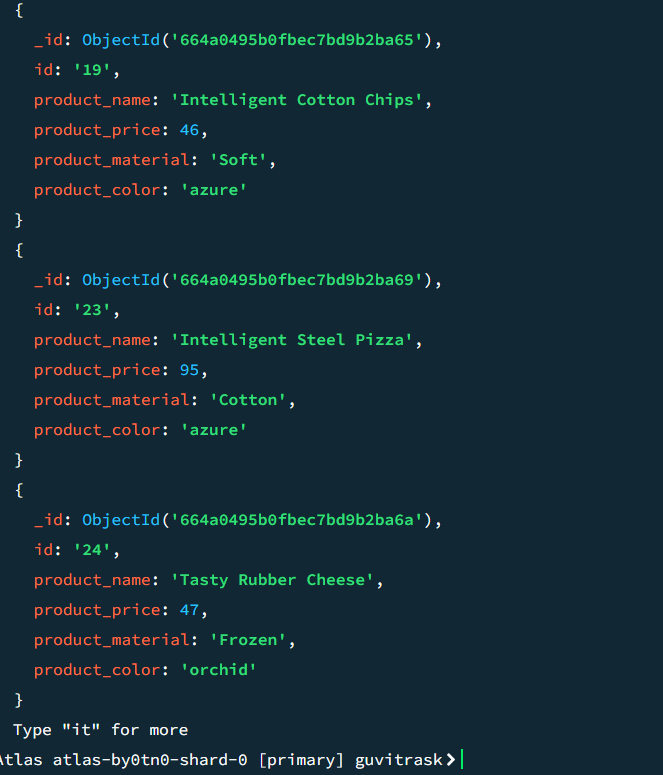 {
_id: ObjectId('664a0495b0fbec7bd9b2ba65'),
id: '19',
product_name: 'Intelligent Cotton Chips',
product_price: 46,
product_material: 'Soft',
product_color: 'azure'
}
{
_id: ObjectId('664a0495b0fbec7bd9b2ba69'),
id: '23',
product_name: 'Intelligent Steel Pizza',
product_price: 95,
product_material: 'Cotton',
product_color: 'azure'
}
{
_id: ObjectId('664a0495b0fbec7bd9b2ba6a'),
id: '24',
product_name: 'Tasty Rubber Cheese',
product_price: 47,
product_material: 'Frozen',
product_color: 'orchid'
}
Type "it" for more
Atlas atlas-by0tn0-shard-0 [primary] guvitrask>